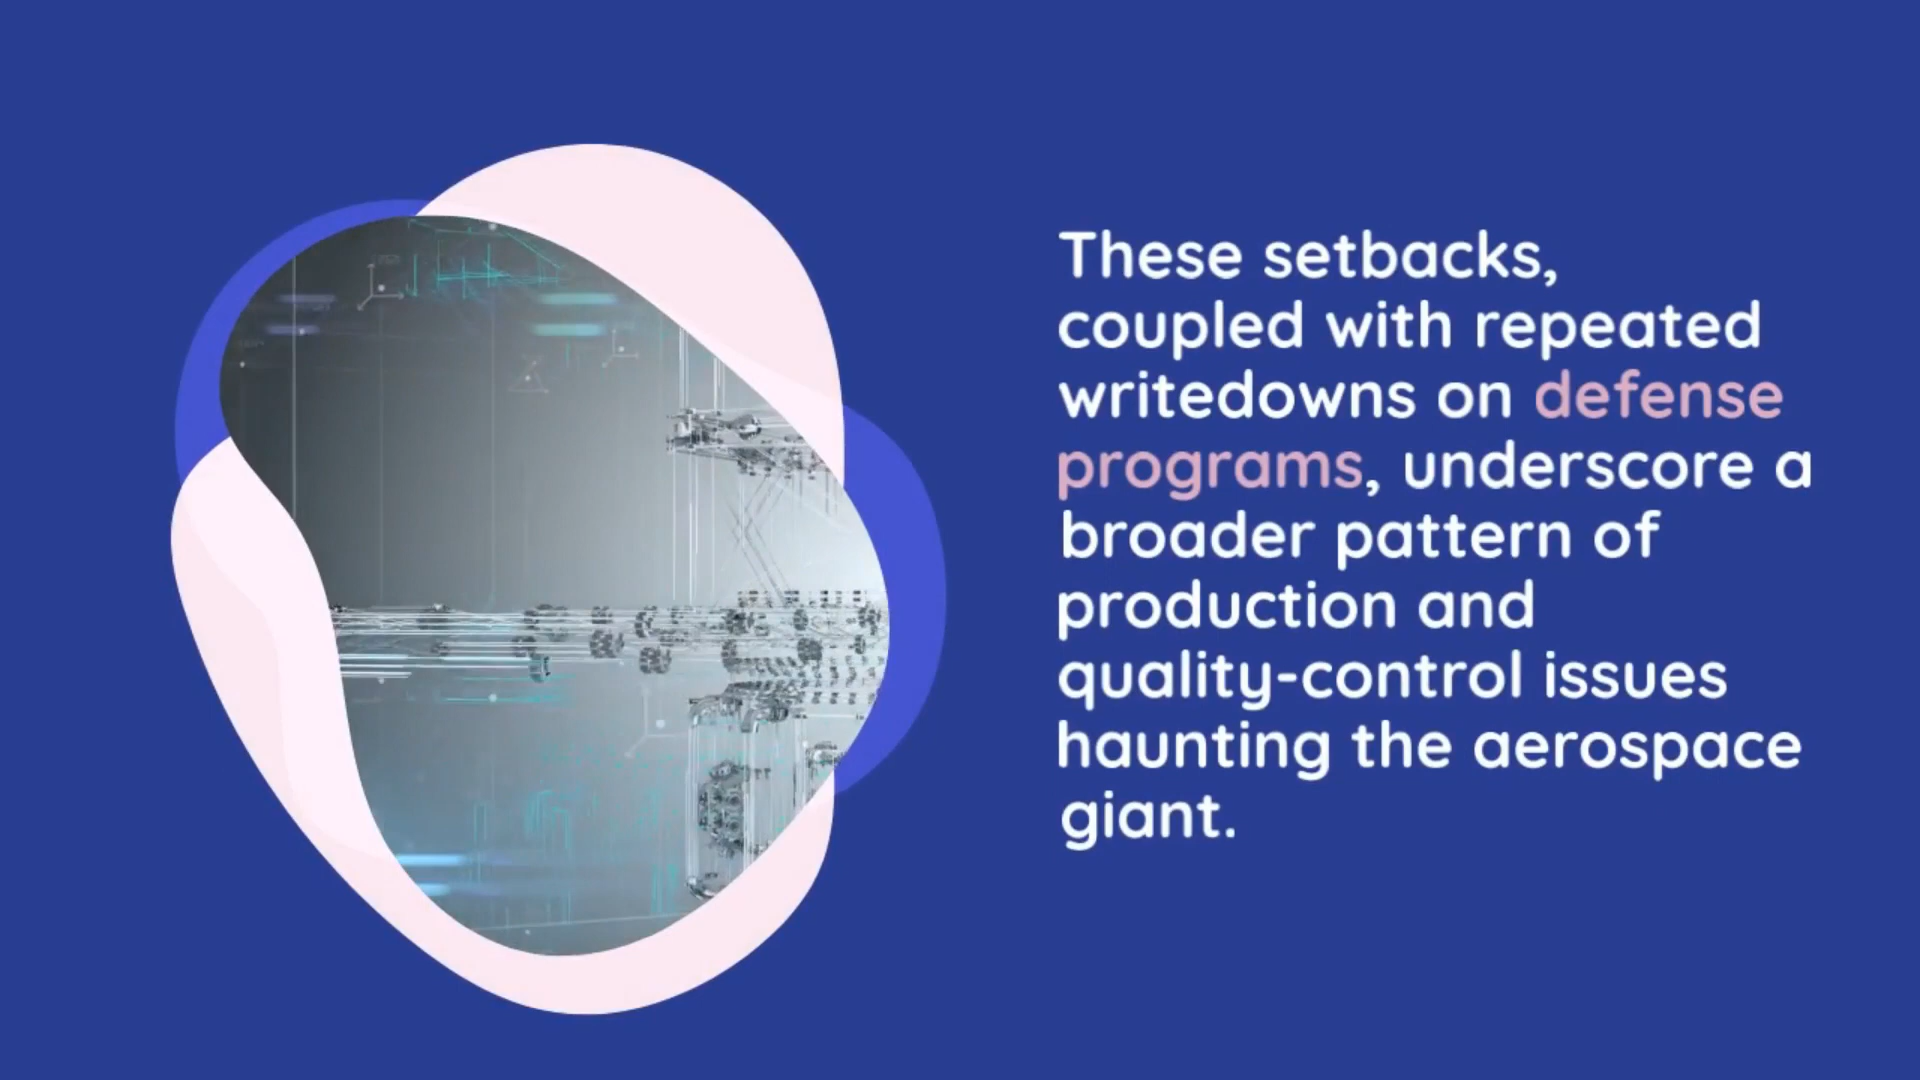 These setbacks,
coupled with repeated
writedowns on defense
programs, underscore a
broader pattern of
production and
quality-control issues
haunting the aerospace
giant.